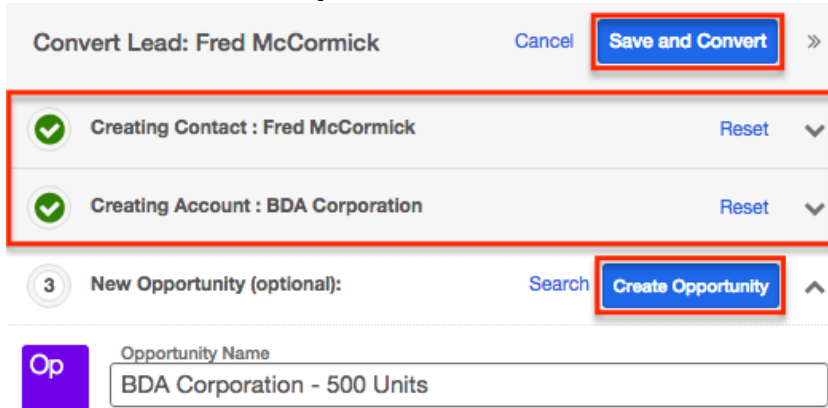 Convert Lead: Fred McCormick Cancel Save and Convert »
Creating Contact : Fred McCormick Reset
Creating Account : BDA Corporation Reset
3 New Opportunity (optional): Search Create Opportunity
Op Opportunity Name
BDA Corporation - 500 Units